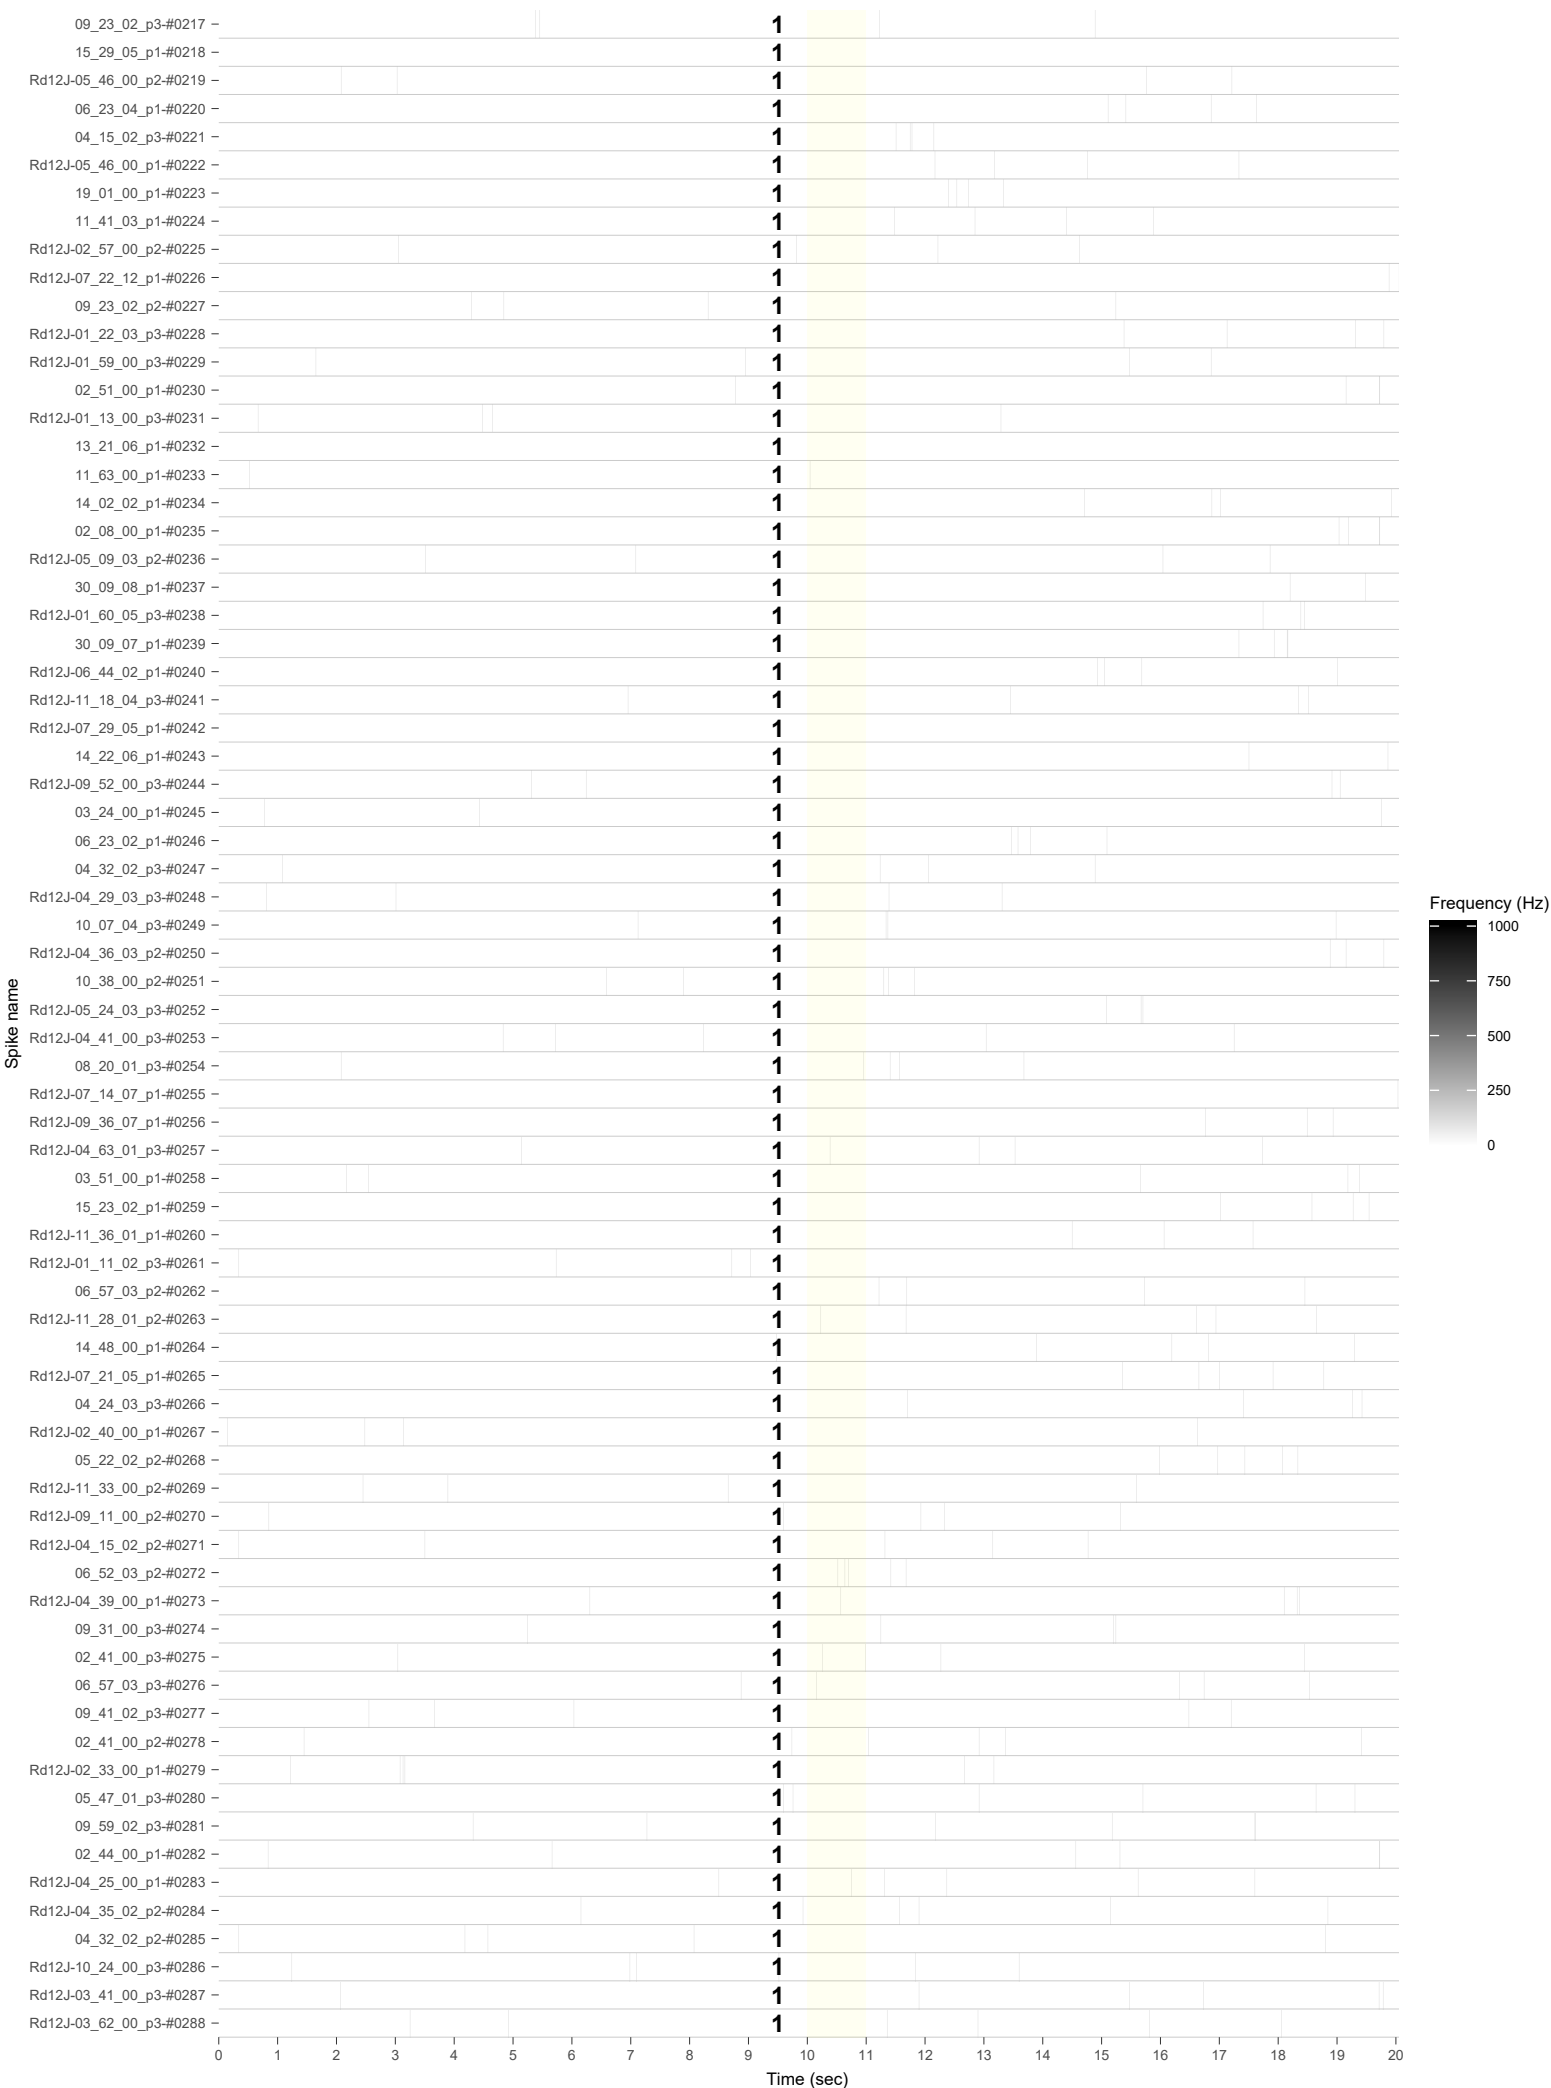 09_23_02_p3-#0217 1
15_29_05_p1-#0218 1
Rd12J-05_46_00_p2-#0219 1
06_23_04_p1-#0220 1
04_15_02_p3-#0221 1
Rd12J-05_46_00_p1-#0222 1
19_01_00_p1-#0223 1
11_41_03_p1-#0224 1
Rd12J-02_57_00_p2-#0225 1
Rd12J-07_22_12_p1-#0226 1
09_23_02_p2-#0227 1
Rd12J-01_22_03_p3-#0228 1
Rd12J-01_59_00_p3-#0229 1
02_51_00_p1-#0230 1
Rd12J-01_13_00_p3-#0231 1
13_21_06_p1-#0232 1
11_63_00_p1-#0233 1
14_02_02_p1-#0234 1
02_08_00_p1-#0235 1
Rd12J-05_09_03_p2-#0236 1
30_09_08_p1-#0237 1
Rd12J-01_60_05_p3-#0238 1
30_09_07_p1-#0239 1
Rd12J-06_44_02_p1-#0240 1
Rd12J-11_18_04_p3-#0241 1
Rd12J-07_29_05_p1-#0242 1
14_22_06_p1-#0243 1
Rd12J-09_52_00_p3-#0244 1
03_24_00_p1-#0245 1
06_23_02_p1-#0246 1
04_32_02_p3-#0247 1
Rd12J-04_29_03_p3-#0248 1
10_07_04_p3-#0249 1
Rd12J-04_36_03_p2-#0250 1
10_38_00_p2-#0251 1
Rd12J-05_24_03_p3-#0252 1
Rd12J-04_41_00_p3-#0253 1
08_20_01_p3-#0254 1
Rd12J-07_14_07_p1-#0255 1
Rd12J-09_36_07_p1-#0256 1
Rd12J-04_63_01_p3-#0257 1
03_51_00_p1-#0258 1
15_23_02_p1-#0259 1
Rd12J-11_36_01_p1-#0260 1
Rd12J-01_11_02_p3-#0261 1
06_57_03_p2-#0262 1
Rd12J-11_28_01_p2-#0263 1
14_48_00_p1-#0264 1
Rd12J-07_21_05_p1-#0265 1
04_24_03_p3-#0266 1
Rd12J-02_40_00_p1-#0267 1
05_22_02_p2-#0268 1
Rd12J-11_33_00_p2-#0269 1
Rd12J-09_11_00_p2-#0270 1
Rd12J-04_15_02_p2-#0271 1
06_52_03_p2-#0272 1
Rd12J-04_39_00_p1-#0273 1
09_31_00_p3-#0274 1
02_41_00_p3-#0275 1
06_57_03_p3-#0276 1
09_41_02_p3-#0277 1
02_41_00_p2-#0278 1
Rd12J-02_33_00_p1-#0279 1
05_47_01_p3-#0280 1
09_59_02_p3-#0281 1
02_44_00_p1-#0282 1
Rd12J-04_25_00_p1-#0283 1
Rd12J-04_35_02_p2-#0284 1
04_32_02_p2-#0285 1
Rd12J-10_24_00_p3-#0286 1
Rd12J-03_41_00_p3-#0287 1
Rd12J-03_62_00_p3-#0288 1
Spike name
0 1 2 3 4 5 6 7 8 9 10 11 12 13 14 15 16 17 18 19 20
Time (sec)
Frequency (Hz)
1000
750
500
250
0